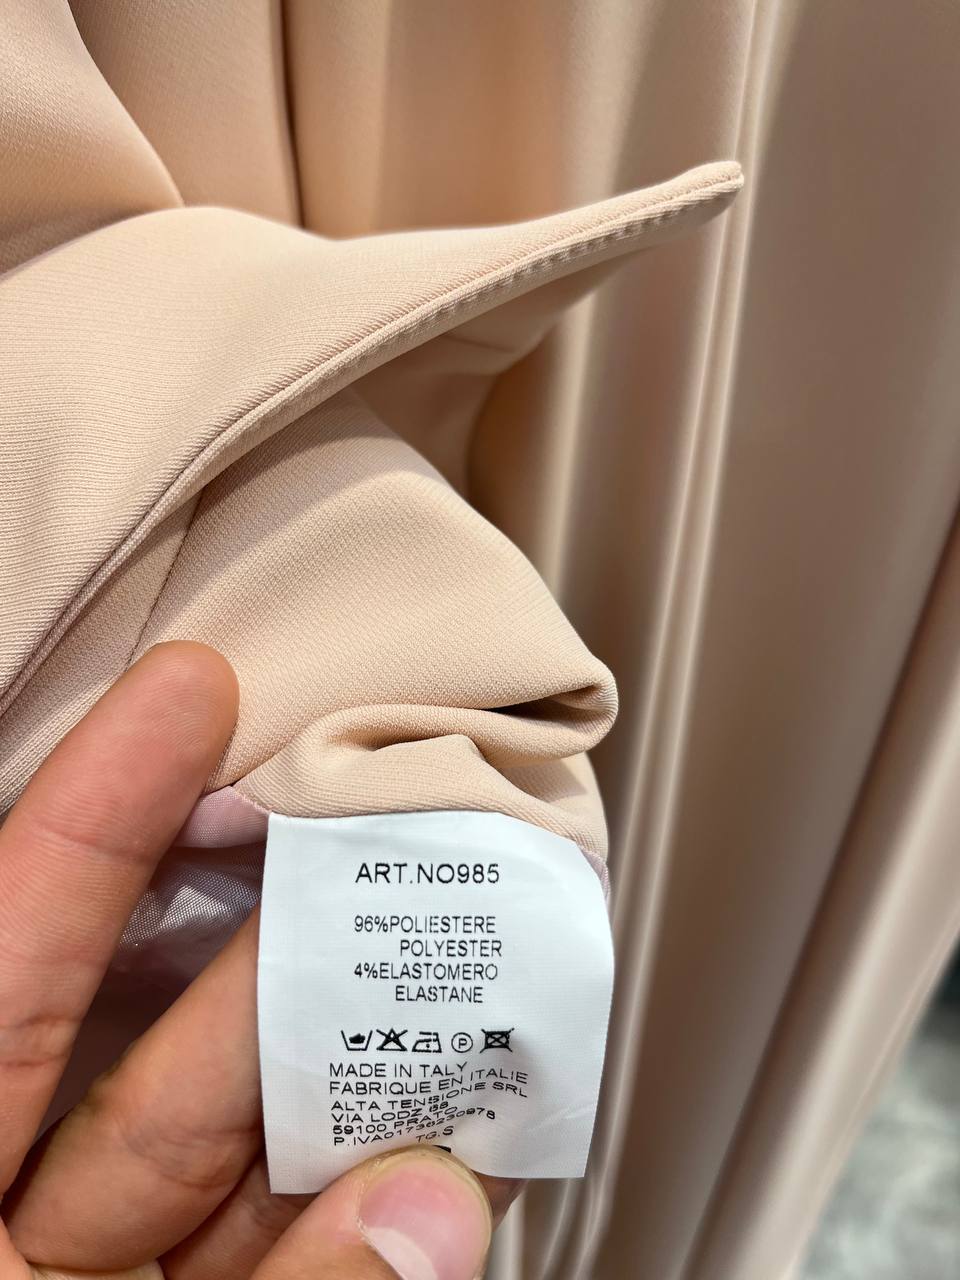 ART.NO985
96%POLIESTERE
POLYESTER
4%ELASTOMERO
ELASTANE
P
MADE IN TALY
FABRIQUE EN ITALIE
ALTA TENSIONE SRL
VIA LODZ
59100 PRATO
TG.S